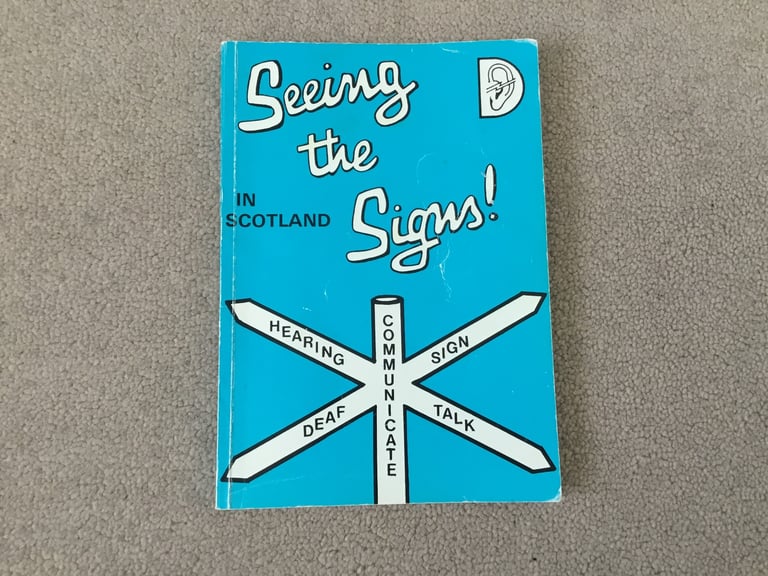 Seeing
the
Signs!
IN
SCOTLAND
HEARING
SIGN
COMMUNICATE
DEAF
TALK